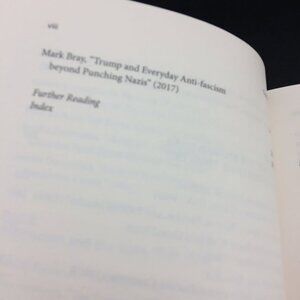 viii
Mark Bray, "Trump and Everyday Anti-fascism
beyond Punching Nazis" (2017)
Further Reading
Index